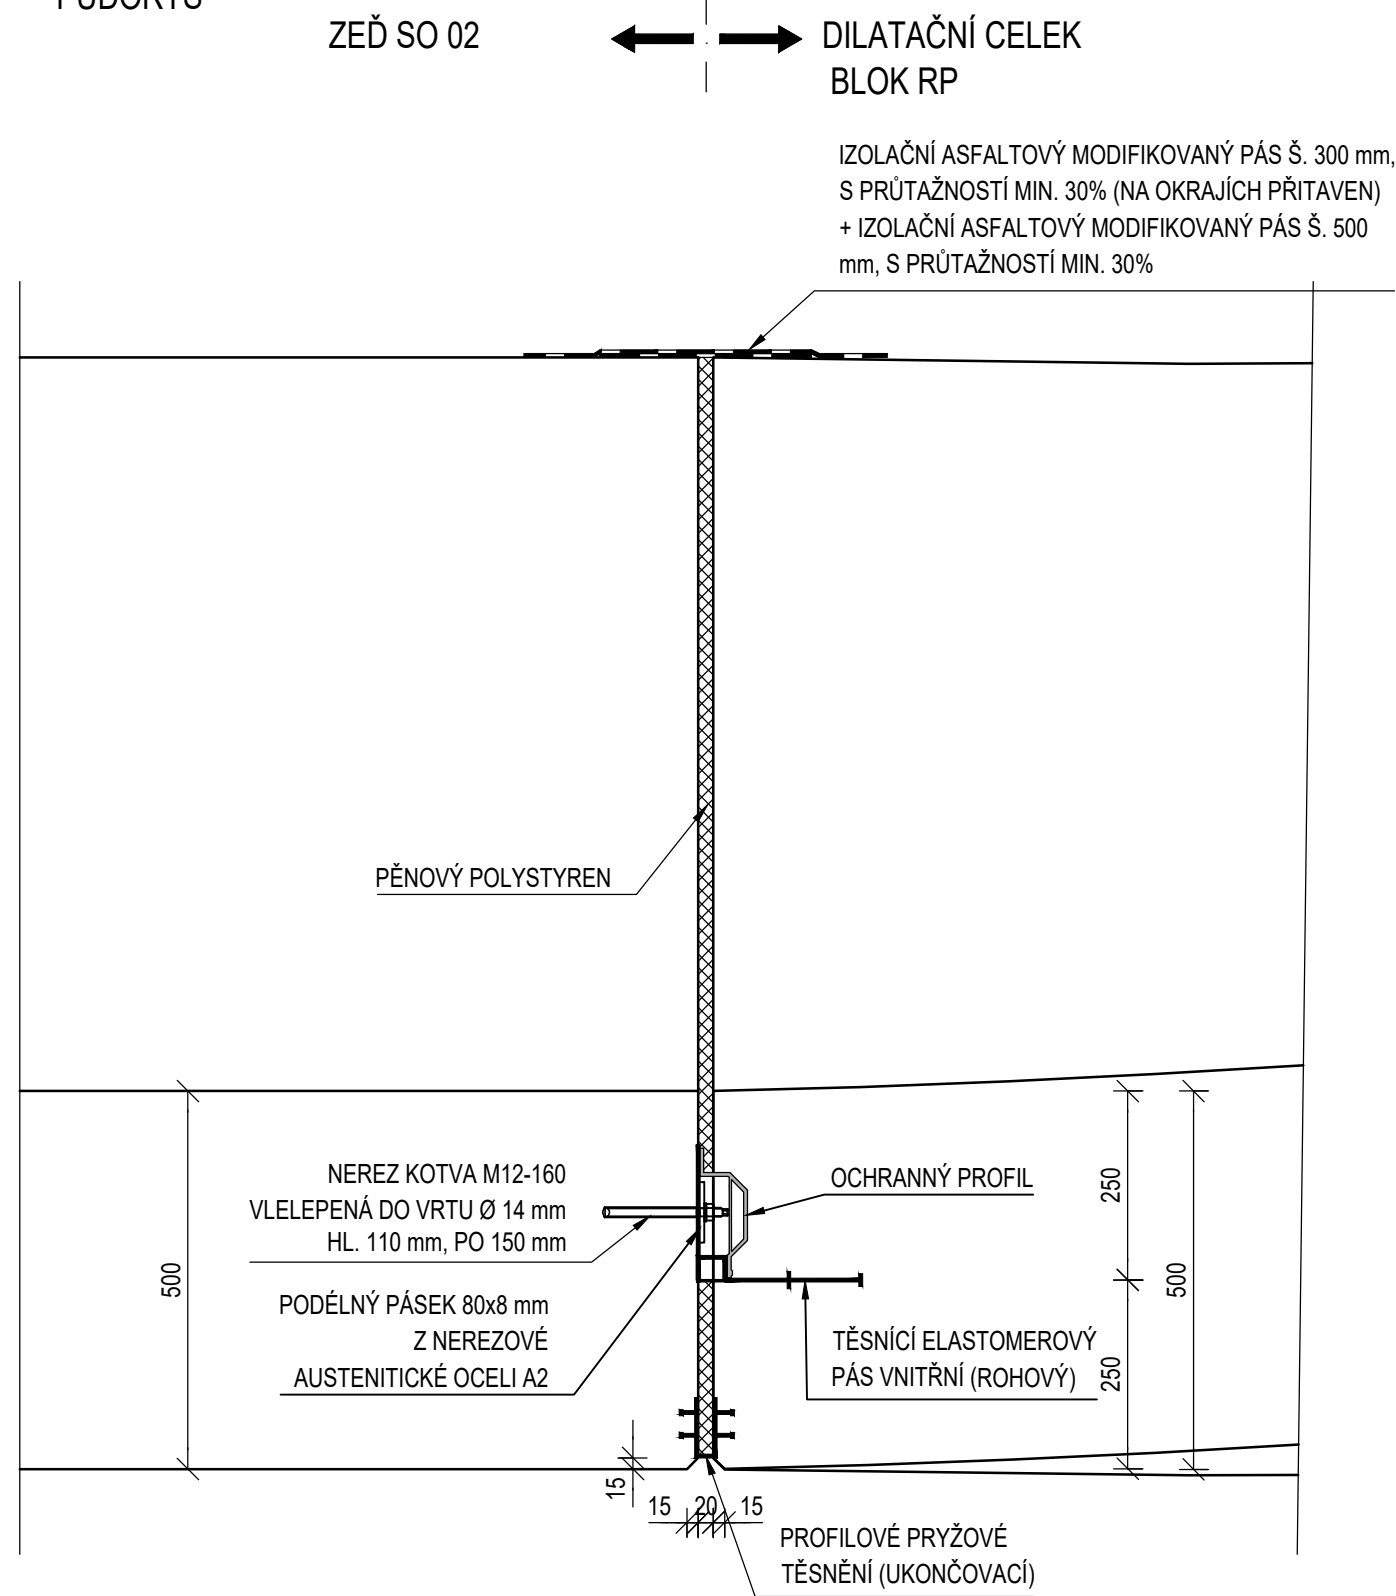 PŮDORYS
ZEĎ SO 02
DILATAČNÍ CELEK
BLOK RP
IZOLAČNÍ ASFALTOVÝ MODIFIKOVANÝ PÁS Š. 300 mm,
S PRŮTAŽNOSTÍ MIN. 30% (NA OKRAJÍCH PŘITAVEN)
+ IZOLAČNÍ ASFALTOVÝ MODIFIKOVANÝ PÁS Š. 500
mm, S PRŮTAŽNOSTÍ MIN. 30%
PĚNOVÝ POLYSTYREN
NEREZ KOTVA M12-160
VLELEPENÁ DO VRTU Ø 14 mm
HL. 110 mm, PO 150 mm
OCHRANNÝ PROFIL
250
500
500
PODÉLNÝ PÁSEK 80x8 mm
Z NEREZOVÉ
AUSTENITICKÉ OCELI A2
TĚSNÍCÍ ELASTOMEROVÝ
PÁS VNITŘNÍ (ROHOVÝ)
250
15
15 20 15
PROFILOVÉ PRYŽOVÉ
TĚSNĚNÍ (UKONČOVACÍ)